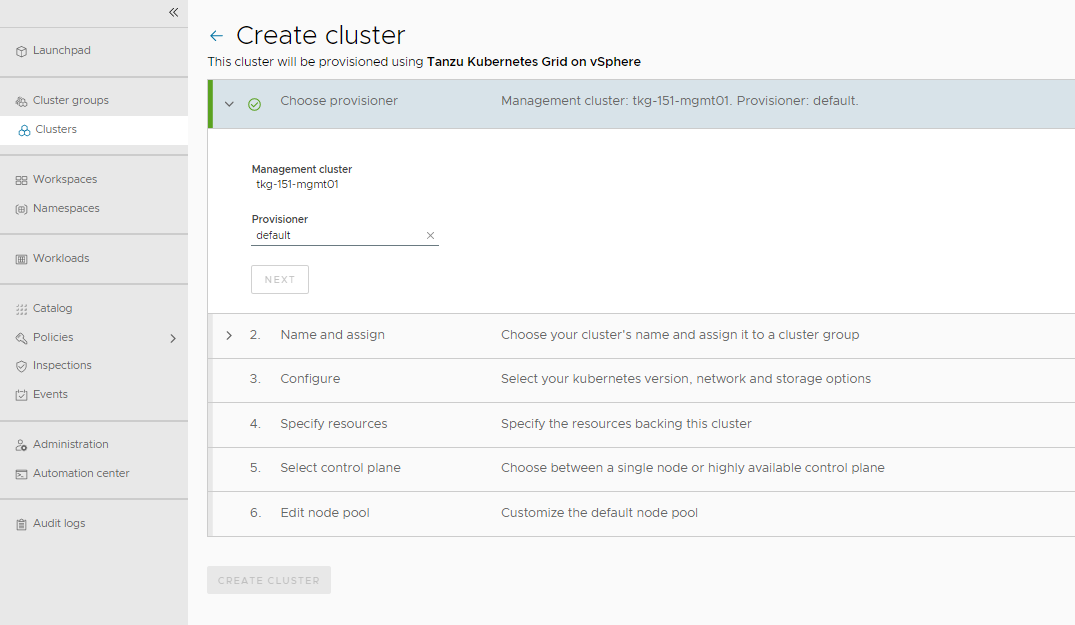 Launchpad
Cluster groups
Clusters
Workspaces
Namespaces
Workloads
Catalog
Policies
Inspections
Events
Administration
Automation center
Audit logs
Create cluster
This cluster will be provisioned using Tanzu Kubernetes Grid on vSphere
Choose provisioner Management cluster: tkg-151-mgmt01. Provisioner: default.
Management cluster
tkg-151-mgmt01
Provisioner
default
NEXT
2. Name and assign Choose your cluster's name and assign it to a cluster group
3. Configure Select your kubernetes version, network and storage options
4. Specify resources Specify the resources backing this cluster
5. Select control plane Choose between a single node or highly available control plane
6. Edit node pool Customize the default node pool
CREATE CLUSTER